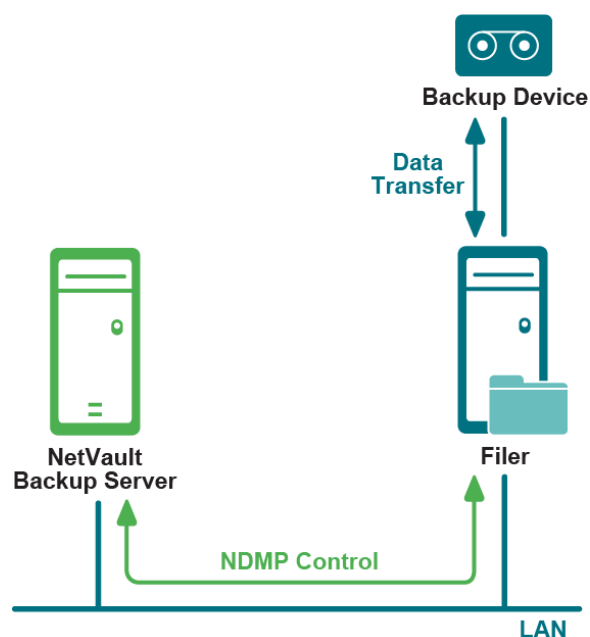 Backup Device
Data
Transfer
NetVault
Backup Server
Filer
NDMP Control
LAN